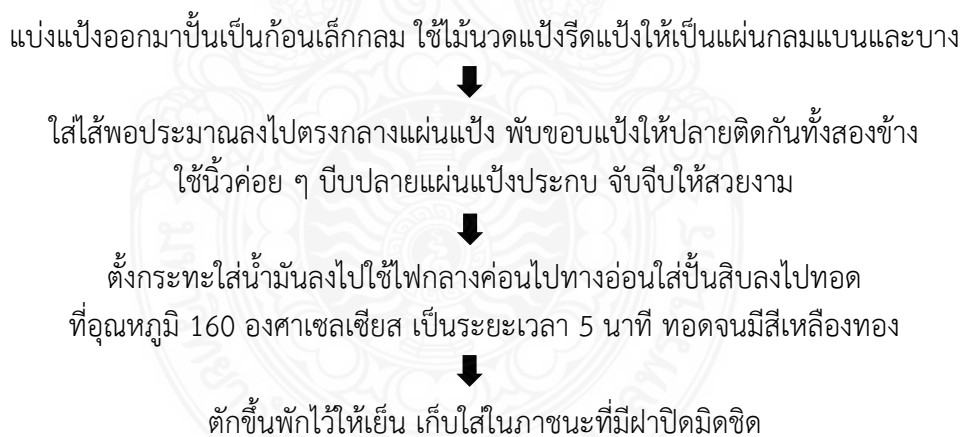 แบ่งแป้งออกมาปั้นเป็นก้อนเล็กกลม ใช้ไม้นวดแป้งรีดแป้งให้เป็นแผ่นกลมแบนและบาง
ใส่ไส้พอประมาณลงไปตรงกลางแผ่นแป้ง พับขอบแป้งให้ปลายติดกันทั้งสองข้าง
ใช้นิ้วค่อย ๆ บีบปลายแผ่นแป้งประกบ จับจีบให้สวยงาม
ตั้งกระทะใส่น้ำมันลงไปใช้ไฟกลางค่อนไปทางอ่อนใส่ปั้นสิบลงไปทอด
ที่อุณหภูมิ 160 องศาเซลเซียส เป็นระยะเวลา 5 นาที ทอดจนมีสีเหลืองทอง
ตักขึ้นพักไว้ให้เย็น เก็บใส่ในภาชนะที่มีฝาปิดมิดชิด